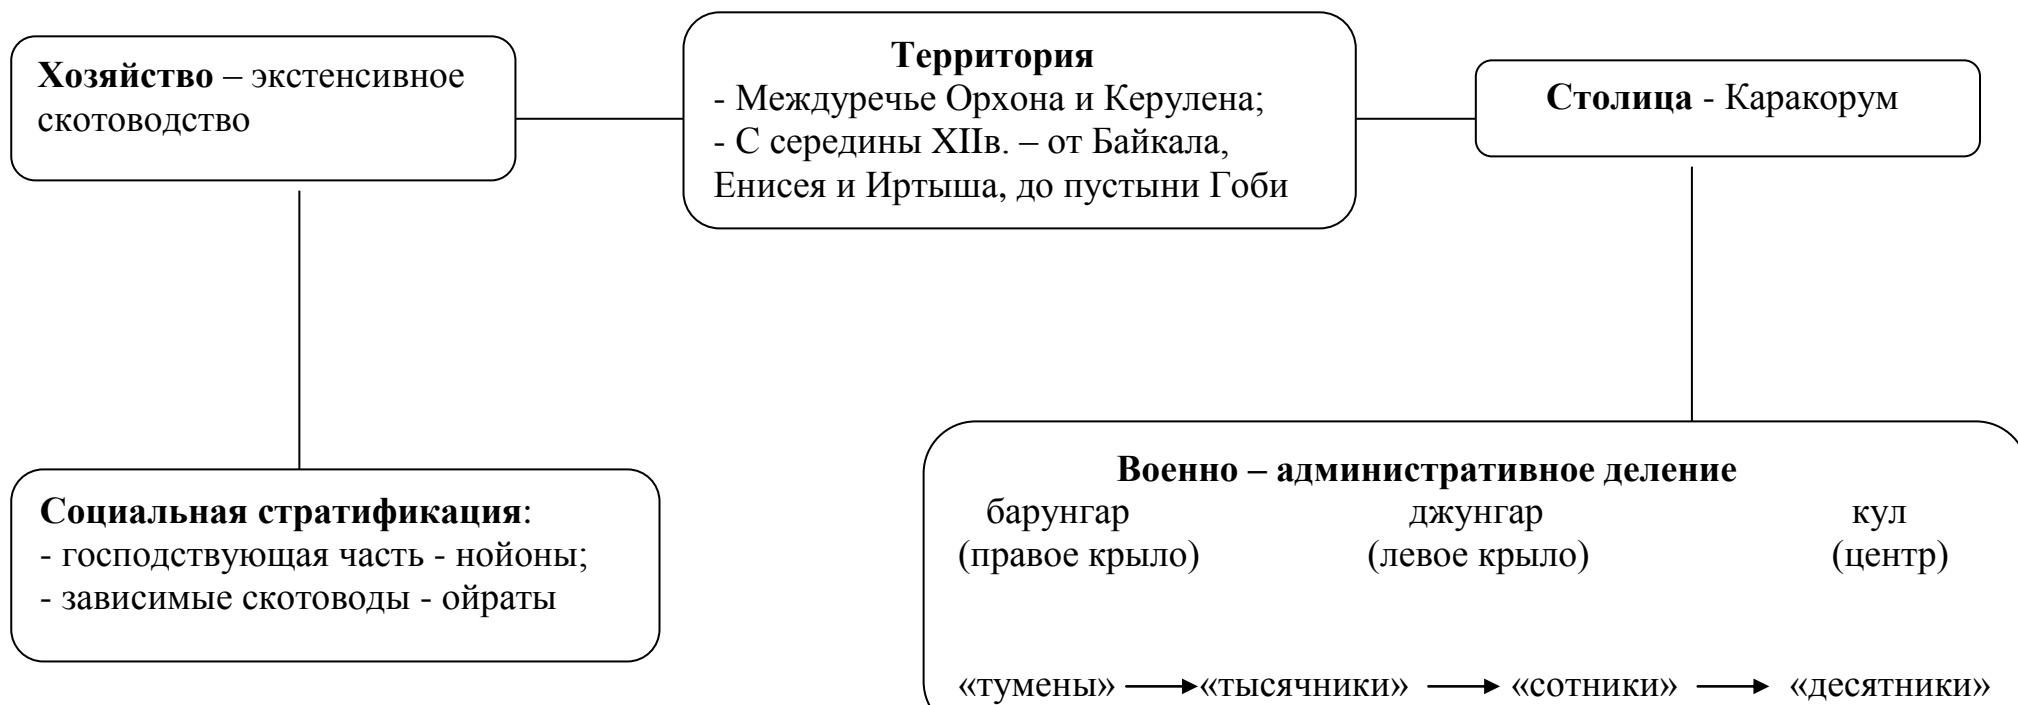 Хозяйство – экстенсивное
скотоводство
Территория
- Междуречье Орхона и Керулена;
- С середины XIIв. – от Байкала,
Енисея и Иртыша, до пустыни Гоби
Столица - Каракорум
Социальная стратификация:
- господствующая часть - нойоны;
- зависимые скотоводы - ойраты
Военно – административное деление
барунгар джунгар кул
(правое крыло) (левое крыло) (центр)
«тумены» «тысячники» «сотники» «десятники»